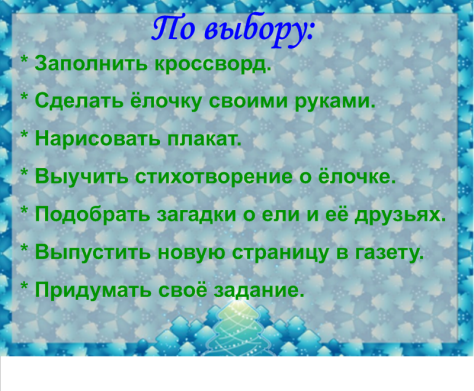 По выбору:
* Заполнить кроссворд.
* Сделать ёлочку своими руками.
* Нарисовать плакат.
* Выучить стихотворение о ёлочке.
* Подобрать загадки о ели и её друзьях.
* Выпустить новую страницу в газету.
* Придумать своё задание.